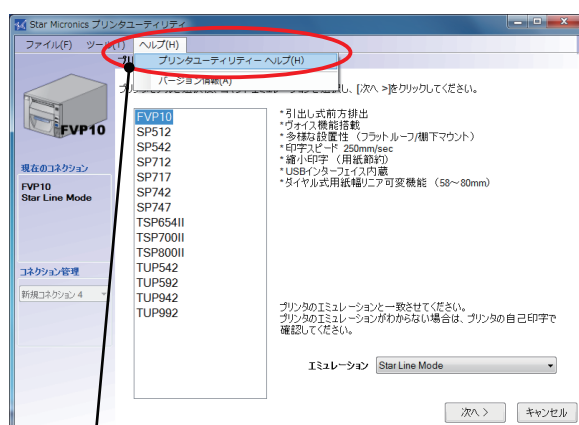 Star Micronics プリンタユーティリティ
ファイル(F) ツール(T) ヘルプ(H)
プリンタユーティリティー ヘルプ(H)
バージョン情報(A)
し、[次へ >]をクリックしてください。
FVP10
現在のコネクション
FVP10
Star Line Mode
コネクション管理
新規コネクション 4
FVP10
SP512
SP542
SP712
SP717
SP742
SP747
TSP654II
TSP700II
TSP800II
TUP542
TUP592
TUP942
TUP992
*引出し式前方排出
*ヴォイス機能搭載
*多様な設置性 (フラットルーフ/棚下マウント)
*印字スピード 250mm/sec
*縮小印字 (用紙節約)
*USBインターフェイス内蔵
*ダイヤル式用紙幅リニア可変機能 (58~80mm)
プリンタのエミュレーションと一致させてください。
プリンタのエミュレーションがわからない場合は、プリンタの自己印字で
確認してください。
エミュレーション Star Line Mode
次へ > キャンセル